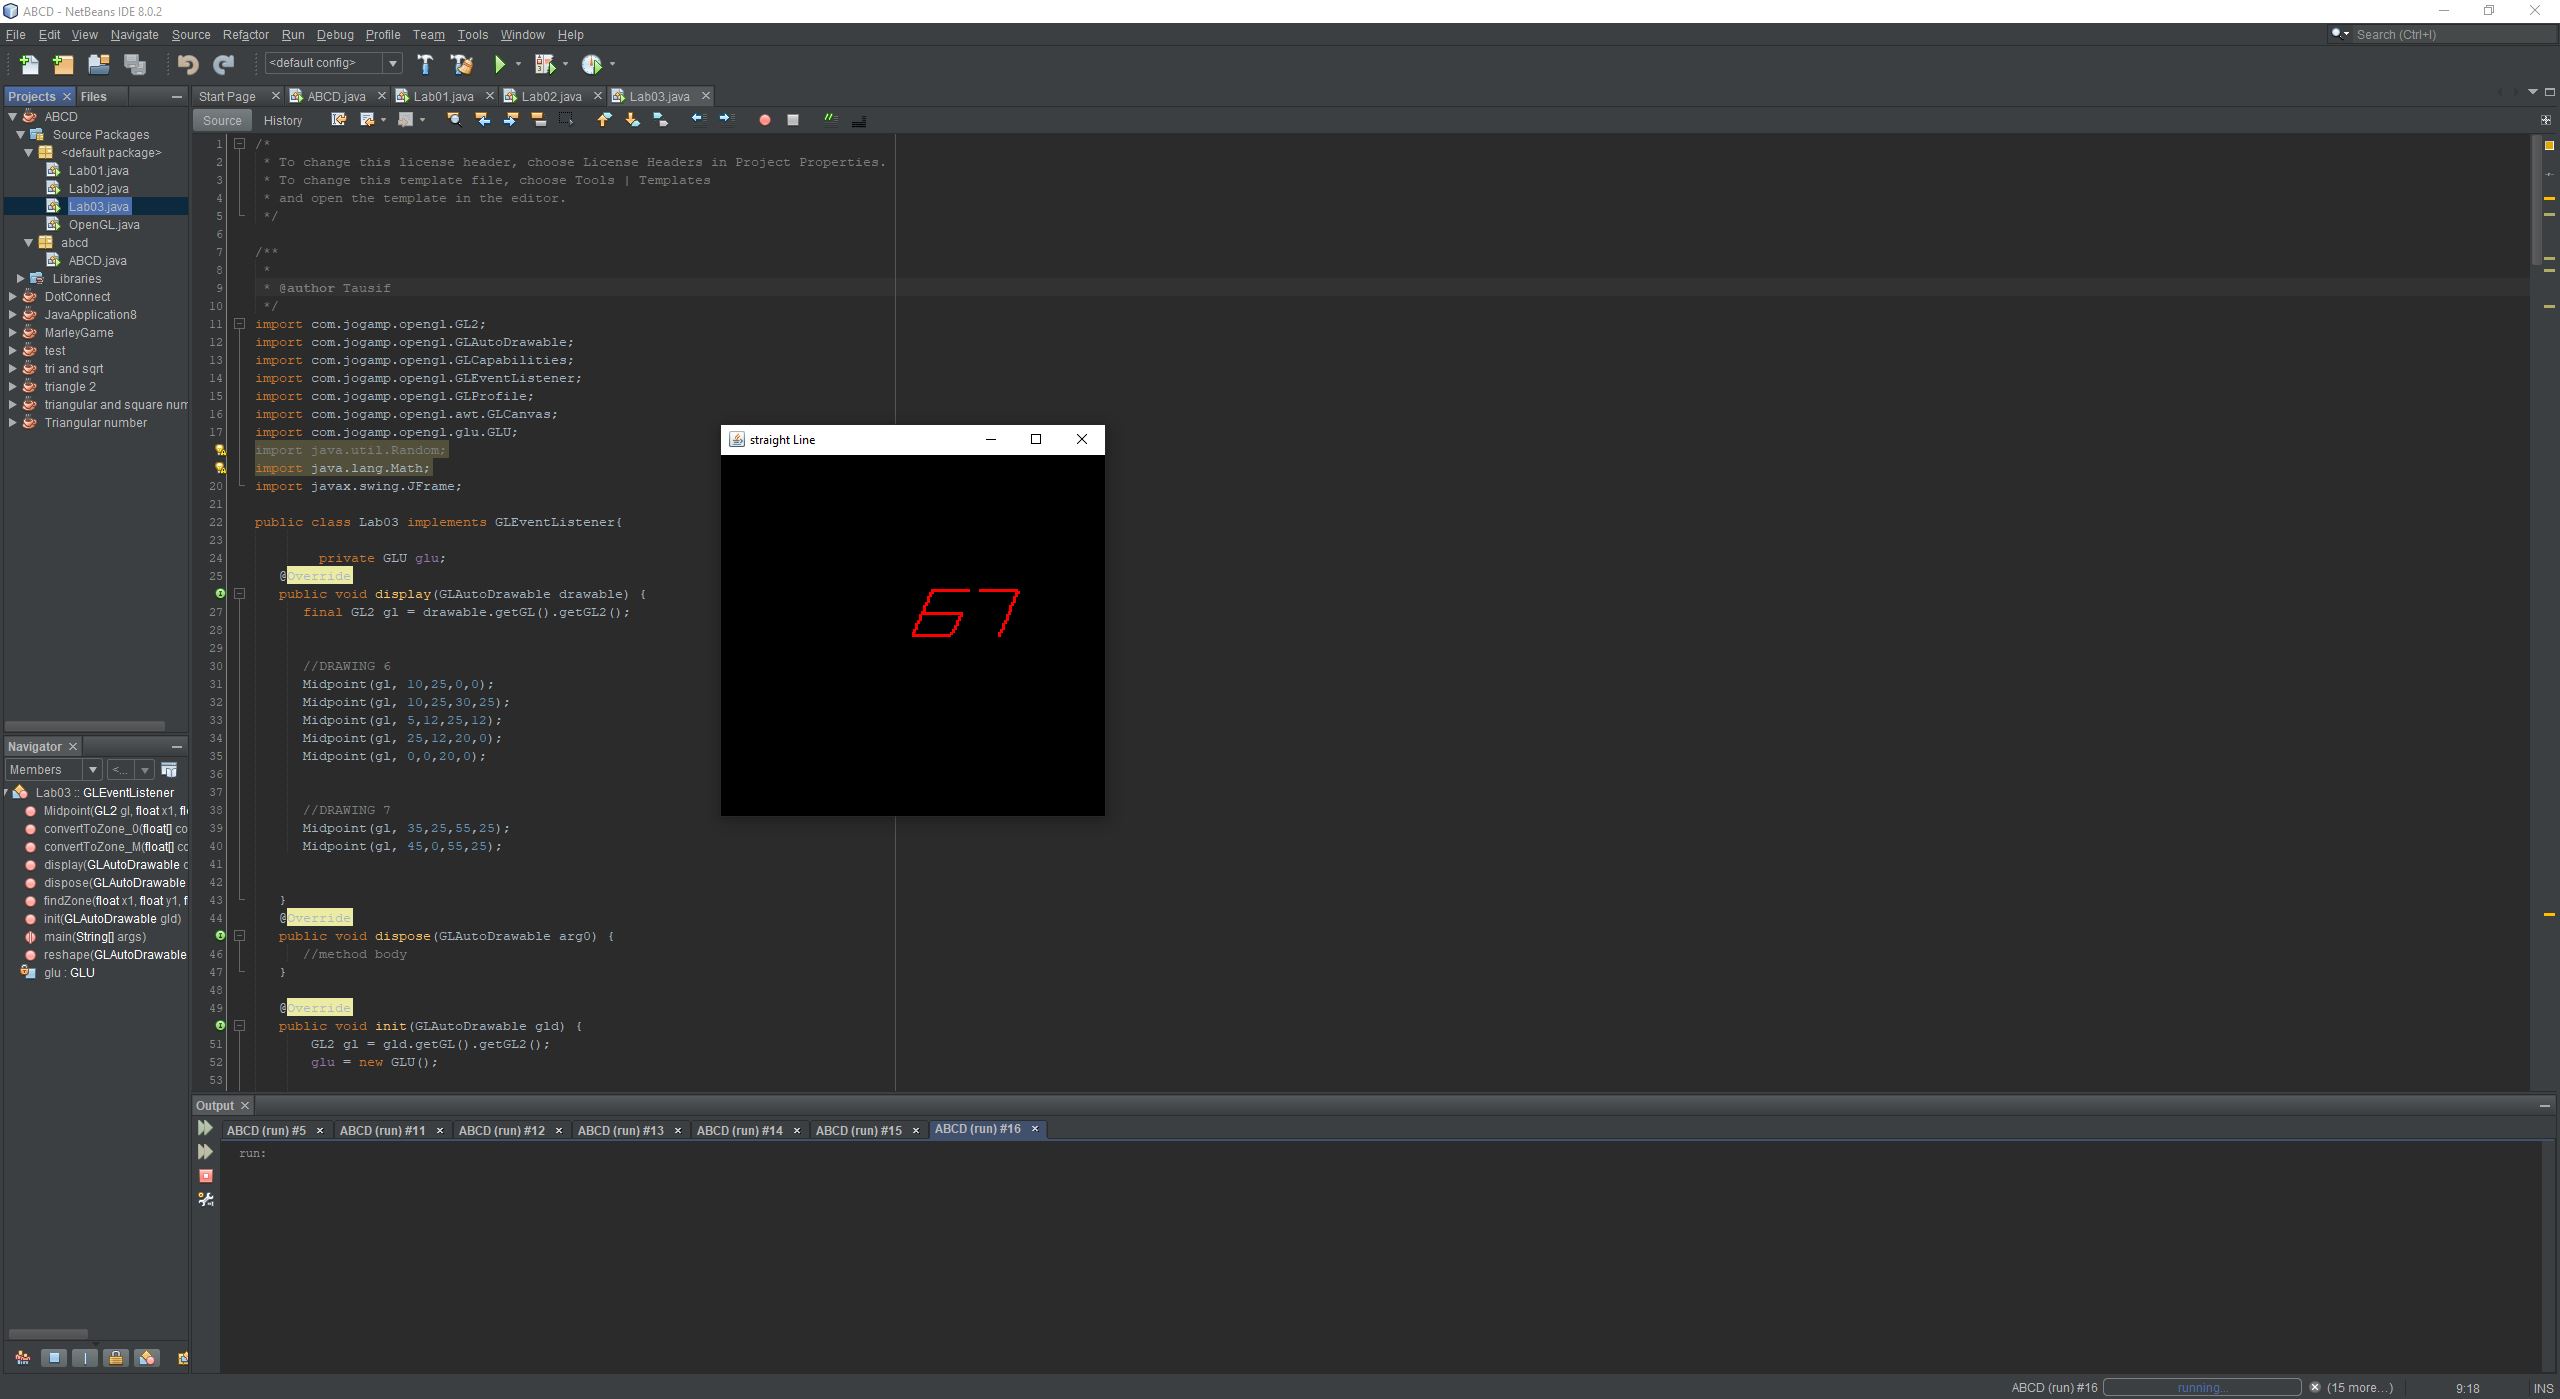 ABCD - NetBeans IDE 8.0.2
File Edit View Navigate Source Refactor Run Debug Profile Team Tools Window Help
Search (Ctrl+I)
<default config>
Projects Files
ABCD
Source Packages
<default package>
Lab01.java
Lab02.java
Lab03.java
OpenGL.java
abcd
ABCD.java
Libraries
DotConnect
JavaApplication8
MarleyGame
test
tri and sqrt
triangle 2
triangular and square num
Triangular number
Navigator
Members <...
Lab03 :: GLEventListener
Midpoint(GL2 gl, float x1, fl
convertToZone_0(float[] co
convertToZone_M(float[] cc
display(GLAutoDrawable d
dispose(GLAutoDrawable
findZone(float x1, float y1, f
init(GLAutoDrawable gld)
main(String[] args)
reshape(GLAutoDrawable
glu : GLU
Start Page ABCD.java Lab01.java Lab02.java Lab03.java
Source History
1 /*
2 * To change this license header, choose License Headers in Project Properties.
3 * To change this template file, choose Tools | Templates
4 * and open the template in the editor.
5 */
6
7 /**
8 *
9 * @author Tausif
10 */
11 import com.jogamp.opengl.GL2;
12 import com.jogamp.opengl.GLAutoDrawable;
13 import com.jogamp.opengl.GLCapabilities;
14 import com.jogamp.opengl.GLEventListener;
15 import com.jogamp.opengl.GLProfile;
16 import com.jogamp.opengl.awt.GLCanvas;
17 import com.jogamp.opengl.glu.GLU;
import java.util.Random;
import java.lang.Math;
20 import javax.swing.JFrame;
21
22 public class Lab03 implements GLEventListener{
23
24 private GLU glu;
25 @Override
public void display(GLAutoDrawable drawable) {
27 final GL2 gl = drawable.getGL().getGL2();
28
29
30 //DRAWING 6
31 Midpoint(gl, 10,25,0,0);
32 Midpoint(gl, 10,25,30,25);
33 Midpoint(gl, 5,12,25,12);
34 Midpoint(gl, 25,12,20,0);
35 Midpoint(gl, 0,0,20,0);
36
37
38 //DRAWING 7
39 Midpoint(gl, 35,25,55,25);
40 Midpoint(gl, 45,0,55,25);
41
42
43 }
44 @Override
public void dispose(GLAutoDrawable arg0) {
46 //method body
47 }
48
49 @Override
public void init(GLAutoDrawable gld) {
51 GL2 gl = gld.getGL().getGL2();
52 glu = new GLU();
53
straight Line
67
Output
ABCD (run) #5 ABCD (run) #11 ABCD (run) #12 ABCD (run) #13 ABCD (run) #14 ABCD (run) #15 ABCD (run) #16
run:
ABCD (run) #16 running... (15 more...) 9:18 INS